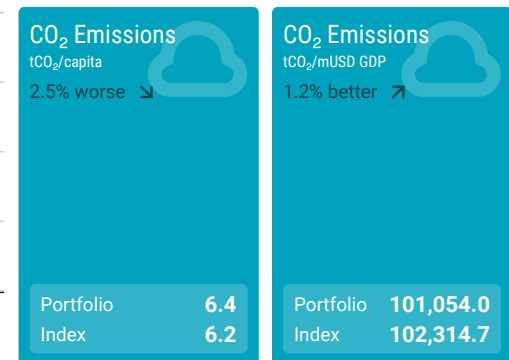 CO₂ Emissions
tCO₂/capita
2.5% worse
Portfolio 6.4
Index 6.2
CO₂ Emissions
tCO₂/mUSD GDP
1.2% better
Portfolio 101,054.0
Index 102,314.7